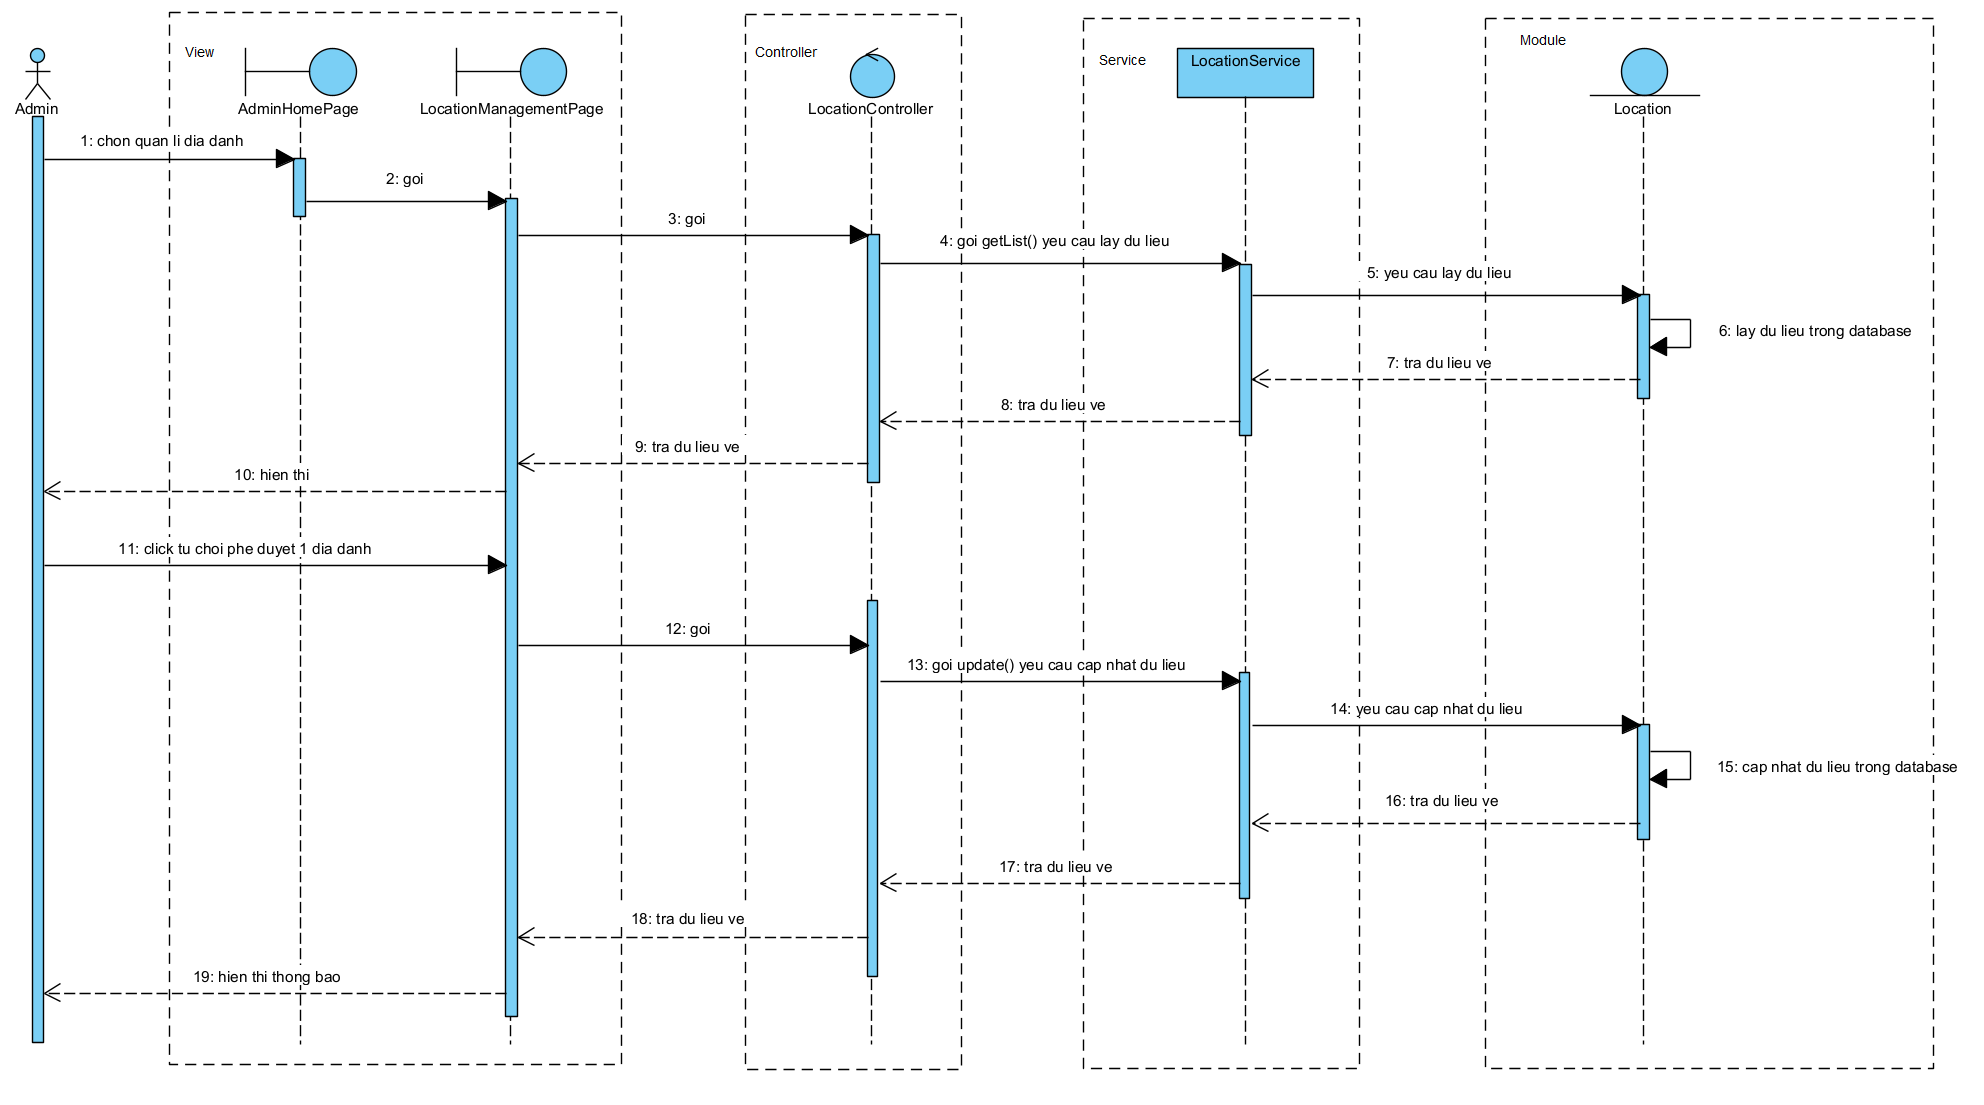 View
Controller
Service
Module
LocationService
Admin
AdminHomePage
LocationManagementPage
LocationController
Location
1: chon quan li dia danh
2: goi
3: goi
4: goi getList() yeu cau lay du lieu
5: yeu cau lay du lieu
6: lay du lieu trong database
7: tra du lieu ve
8: tra du lieu ve
9: tra du lieu ve
10: hien thi
11: click tu choi phe duyet 1 dia danh
12: goi
13: goi update() yeu cau cap nhat du lieu
14: yeu cau cap nhat du lieu
15: cap nhat du lieu trong database
16: tra du lieu ve
17: tra du lieu ve
18: tra du lieu ve
19: hien thi thong bao